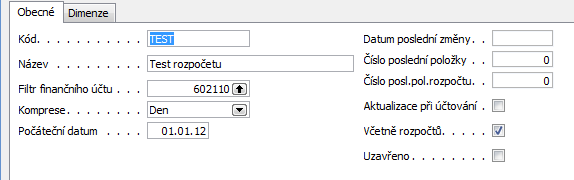 Obecné Dimenze
Kód. . . . . . . . . . . TEST
Název . . . . . . . . . . Test rozpočetu
Filtr finančního účtu . . . . 602110
Komprese. . . . . . . . . Den
Počáteční datum . . . . 01.01.12
Datum poslední změny. .
Číslo poslední položky . . 0
Číslo posl.pol.rozpočtu. . 0
Aktualizace při účtování .
Včetně rozpočtů. . . . .
Uzavřeno . . . . . . . .